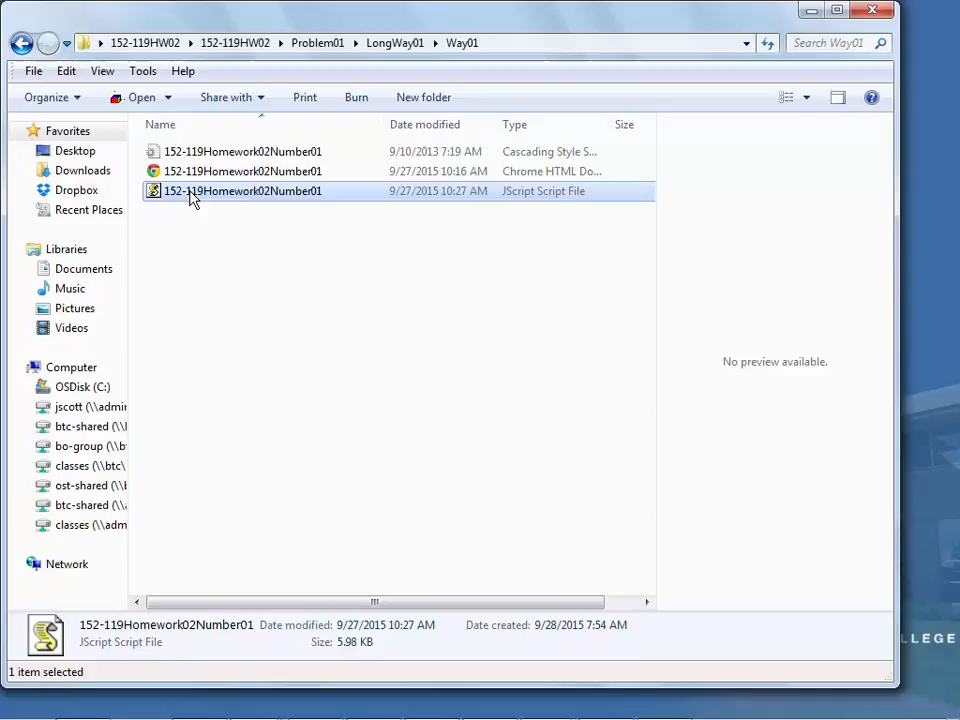 152-119HW02 152-119HW02 Problem01 LongWay01 Way01
Search Way01
File Edit View Tools Help
Organize Open Share with Print Burn New folder
Name Date modified Type Size
152-119Homework02Number01 9/10/2013 7:19 AM Cascading Style S...
152-119Homework02Number01 9/27/2015 10:16 AM Chrome HTML Do...
152-119Homework02Number01 9/27/2015 10:27 AM JScript Script File
Favorites
Desktop
Downloads
Dropbox
Recent Places
Libraries
Documents
Music
Pictures
Videos
Computer
OSDisk (C:)
jscott (\\admin
btc-shared (\\
bo-group (\\b
classes (\\btc\
ost-shared (\\
btc-shared (\\a
classes (\\adm
Network
No preview available.
152-119Homework02Number01 Date modified: 9/27/2015 10:27 AM Date created: 9/28/2015 7:54 AM
JScript Script File Size: 5.98 KB
1 item selected
LLEGE